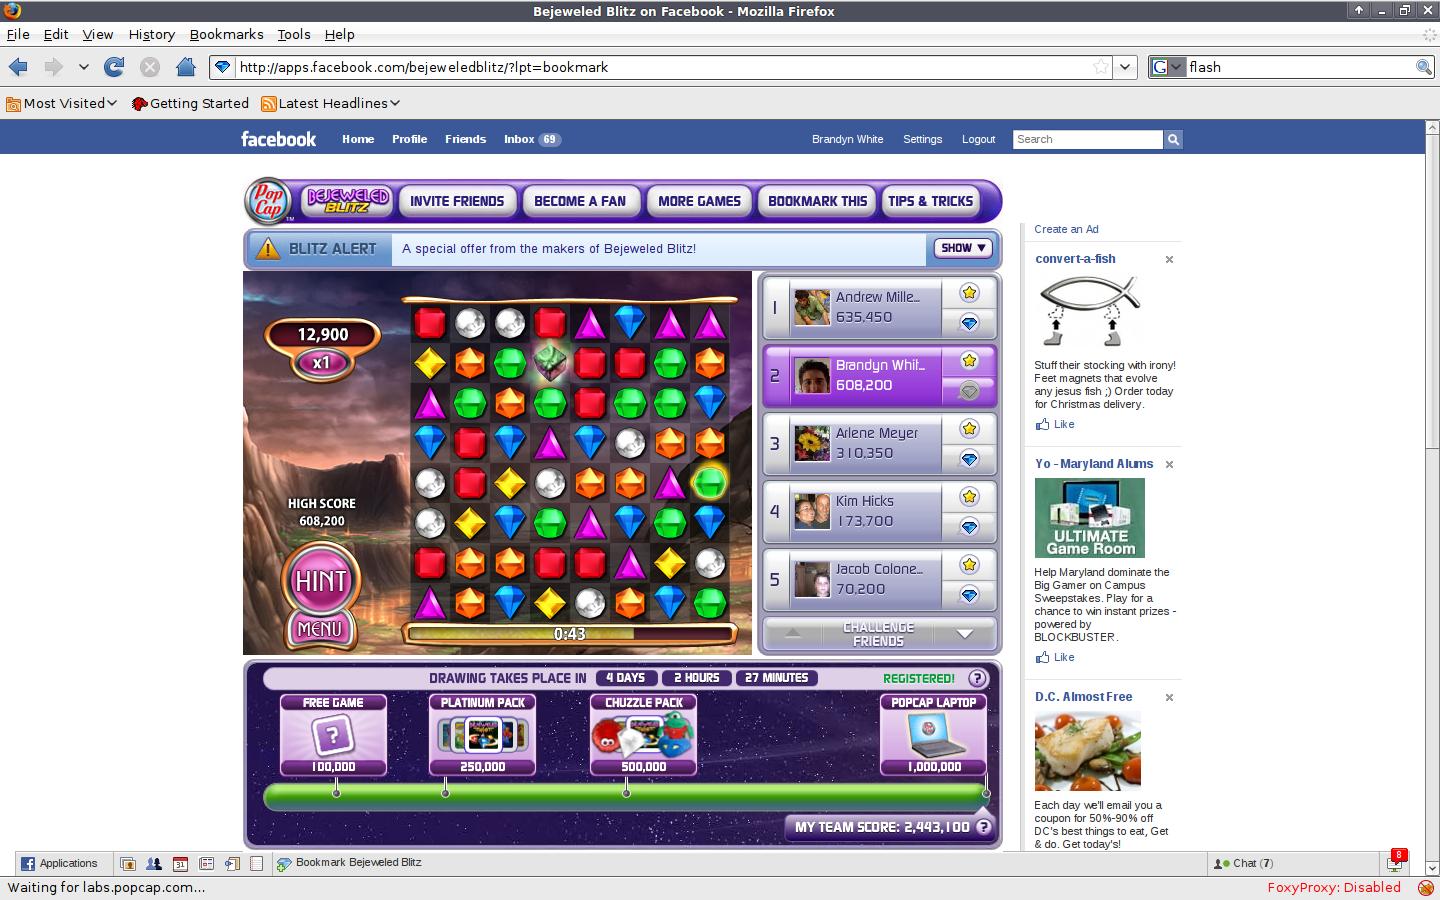 Bejeweled Blitz on Facebook - Mozilla Firefox
File Edit View History Bookmarks Tools Help
http://apps.facebook.com/bejeweledblitz/?lpt=bookmark
G flash
Most Visited Getting Started Latest Headlines
facebook Home Profile Friends Inbox 69 Brandyn White Settings Logout Search
Pop Cap TM BEJEWELED BLITZ INVITE FRIENDS BECOME A FAN MORE GAMES BOOKMARK THIS TIPS & TRICKS
BLITZ ALERT A special offer from the makers of Bejeweled Blitz! SHOW
12,900
x1
HIGH SCORE
608,200
HINT
MENU
0:43
1 Andrew Mille...
635,450
2 Brandyn Whit...
608,200
3 Arlene Meyer
310,350
4 Kim Hicks
173,700
5 Jacob Colone...
70,200
CHALLENGE
FRIENDS
DRAWING TAKES PLACE IN 4 DAYS 2 HOURS 27 MINUTES REGISTERED! ?
FREE GAME
?
100,000
PLATINUM PACK
250,000
CHUZZLE PACK
500,000
POPCAP LAPTOP
1,000,000
MY TEAM SCORE: 2,443,100 ?
Create an Ad
convert-a-fish
Stuff their stocking with irony!
Feet magnets that evolve
any jesus fish ;) Order today
for Christmas delivery.
Like
Yo - Maryland Alums
ULTIMATE
Game Room
Help Maryland dominate the
Big Gamer on Campus
Sweepstakes. Play for a
chance to win instant prizes -
powered by
BLOCKBUSTER.
Like
D.C. Almost Free
Each day we'll email you a
coupon for 50%-90% off
DC's best things to eat, Get
& do. Get today's!
Applications 31 Bookmark Bejeweled Blitz Chat (7) 8
Waiting for labs.popcap.com... FoxyProxy: Disabled